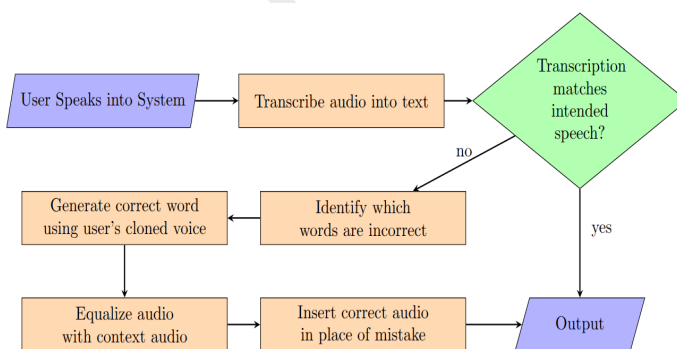 User Speaks into System
Transcribe audio into text
Transcription
matches
intended
speech?
no
yes
Generate correct word
using user's cloned voice
Identify which
words are incorrect
Equalize audio
with context audio
Insert correct audio
in place of mistake
Output